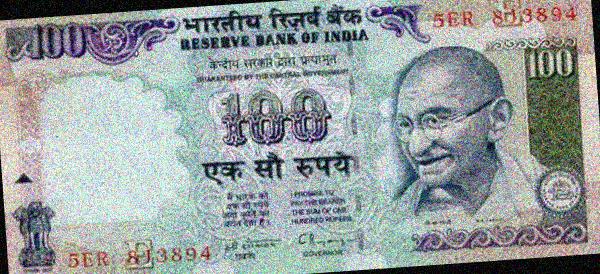 100 भारतीय रिज़र्व बैंक 5ER 8J3894
RESERVE BANK OF INDIA
केन्द्रीय सरकार द्वारा प्रत्याभूत
GUARANTEED BY THE CENTRAL GOVERNMENT
100
100
एक सौ रुपये
I PROMISE TO
PAY THE BEARER
THE SUM OF ONE
HUNDRED RUPEES
GOVERNOR
5ER 8J3894